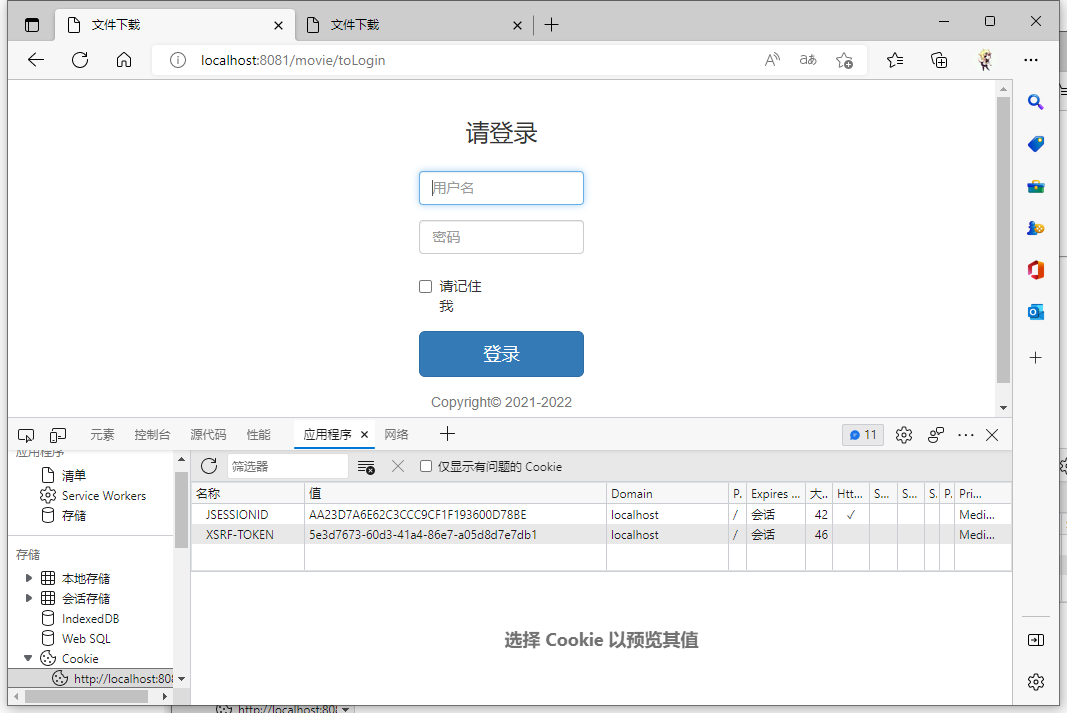 文件下载
文件下载
localhost:8081/movie/toLogin
请登录
用户名
密码
请记住
我
登录
Copyright© 2021-2022
元素 控制台 源代码 性能 应用程序 网络 11
应用程序
清单
Service Workers
存储
存储
本地存储
会话存储
IndexedDB
Web SQL
Cookie
http://localhost:808
筛选器 仅显示有问题的 Cookie
名称 值 Domain P. Expires ... 大.. Htt... S... S... S. P. Pri...
JSESSIONID AA23D7A6E62C3CCC9CF1F193600D78BE localhost / 会话 42 ✓ Medi...
XSRF-TOKEN 5e3d7673-60d3-41a4-86e7-a05d8d7e7db1 localhost / 会话 46 Medi...
选择 Cookie 以预览其值
http://localhost:808